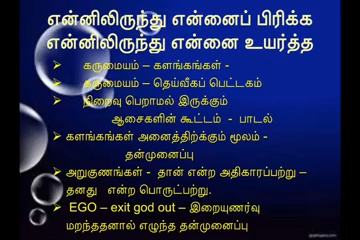 என்னிலிருந்து என்னைப் பிரிக்க
என்னிலிருந்து என்னை உயர்த்த
➢ கருமையம் – களங்கங்கள் -
➢ கருமையம் – தெய்வீகப் பெட்டகம்
➢ நிறைவு பெறாமல் இருக்கும்
ஆசைகளின் கூட்டம் - பாடல்
➢ களங்கங்கள் அனைத்திற்க்கும் மூலம் -
தன்முனைப்பு
➢ அறுகுணங்கள் - தான் என்ற அதிகாரப்பற்று –
தனது என்ற பொருட்பற்று.
➢ EGO – exit god out – இறையுணர்வு
மறந்ததனால் எழுந்த தன்முனைப்பு